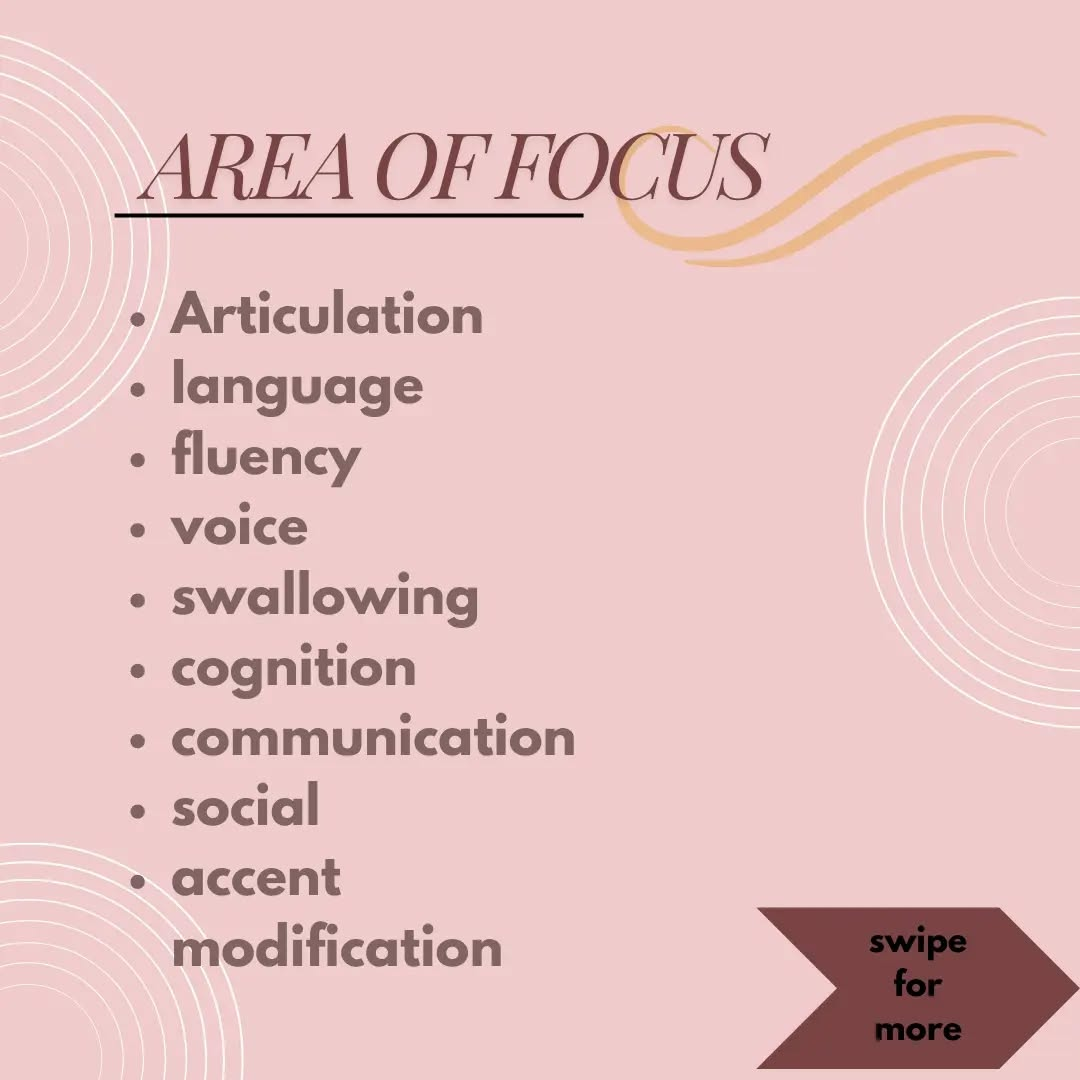 AREA OF FOCUS
• Articulation
• language
• fluency
• voice
• swallowing
• cognition
• communication
• social
• accent
modification
swipe
for
more